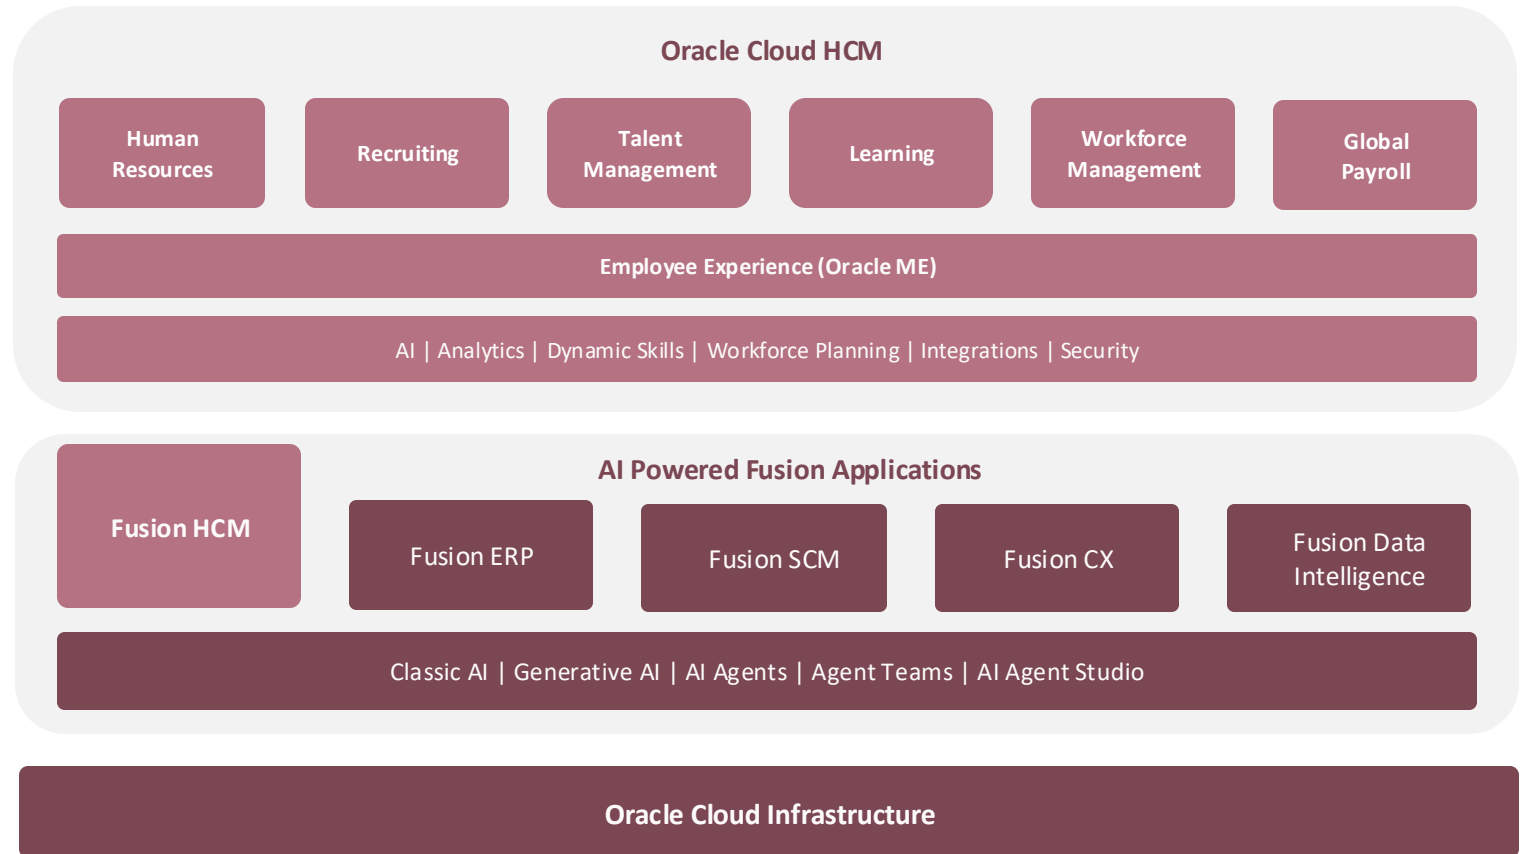 Oracle Cloud HCM
Human
Resources
Recruiting
Talent
Management
Learning
Workforce
Management
Global
Payroll
Employee Experience (Oracle ME)
AI | Analytics | Dynamic Skills | Workforce Planning | Integrations | Security
AI Powered Fusion Applications
Fusion HCM
Fusion ERP
Fusion SCM
Fusion CX
Fusion Data
Intelligence
Classic AI | Generative AI | AI Agents | Agent Teams | AI Agent Studio
Oracle Cloud Infrastructure